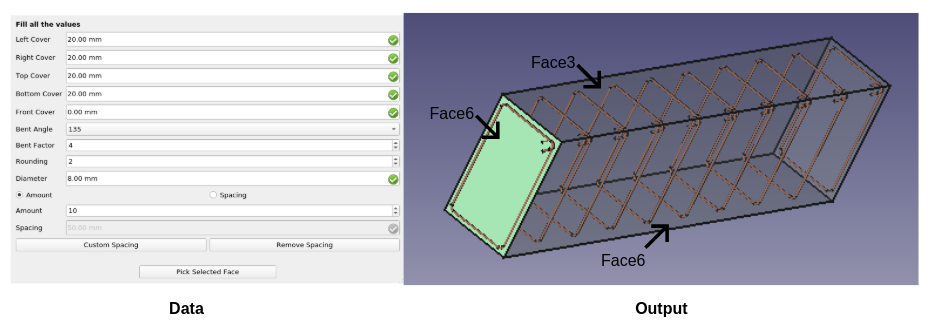 Fill all the values
Left Cover 20.00 mm
Right Cover 20.00 mm
Top Cover 20.00 mm
Bottom Cover 20.00 mm
Front Cover 0.00 mm
Bent Angle 135
Bent Factor 4
Rounding 2
Diameter 8.00 mm
Amount Spacing
Amount 10
Spacing 50.00 mm
Custom Spacing Remove Spacing
Pick Selected Face
Face3
Face6
Face6
Data Output